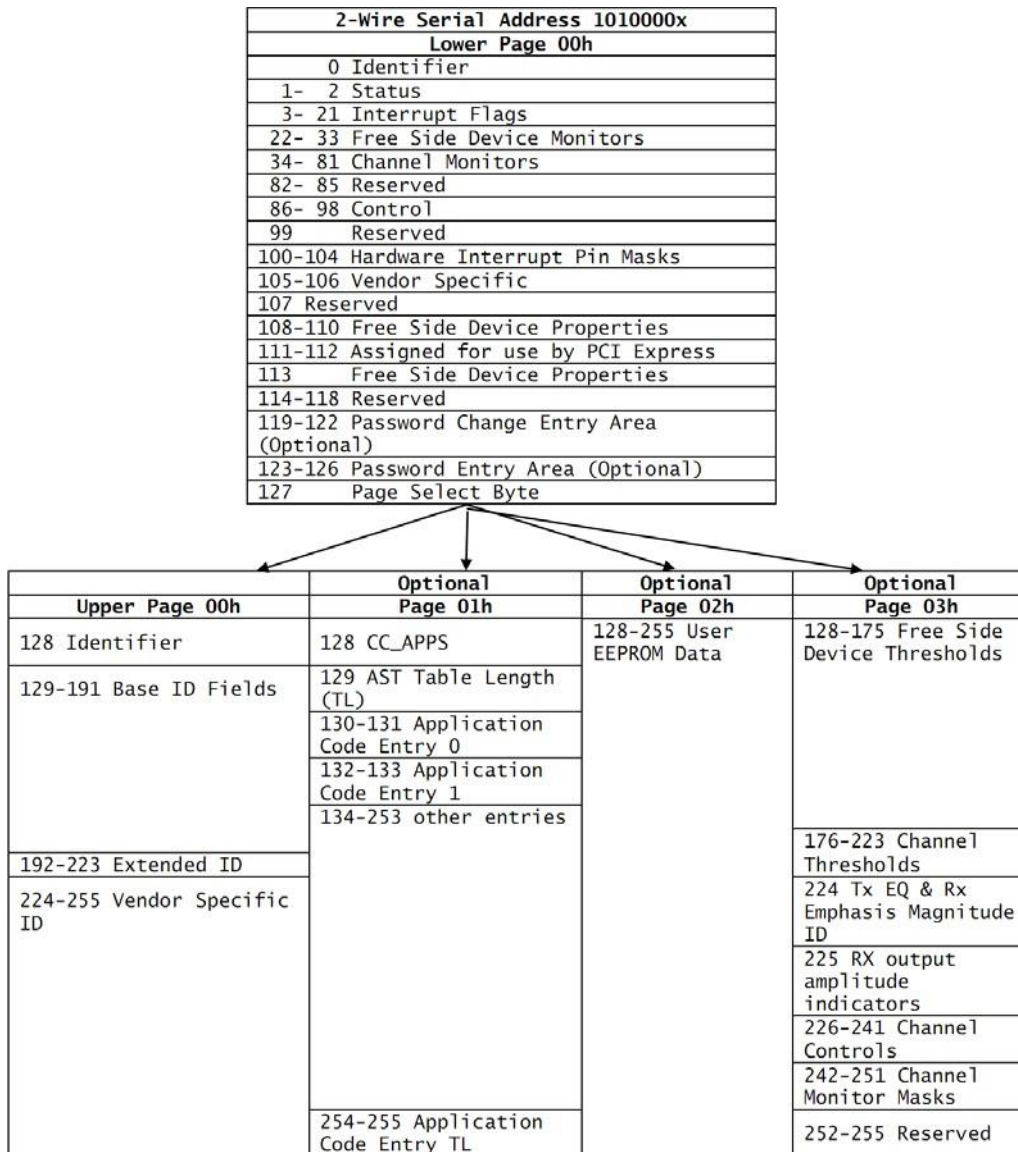 2-Wire Serial Address 1010000x
Lower Page 00h
0 Identifier
1- 2 Status
3- 21 Interrupt Flags
22- 33 Free Side Device Monitors
34- 81 Channel Monitors
82- 85 Reserved
86- 98 Control
99 Reserved
100-104 Hardware Interrupt Pin Masks
105-106 Vendor Specific
107 Reserved
108-110 Free Side Device Properties
111-112 Assigned for use by PCI Express
113 Free Side Device Properties
114-118 Reserved
119-122 Password Change Entry Area
(Optional)
123-126 Password Entry Area (Optional)
127 Page Select Byte
Upper Page 00h
128 Identifier
129-191 Base ID Fields
192-223 Extended ID
224-255 Vendor Specific
ID
Optional
Page 01h
128 CC_APPS
129 AST Table Length
(TL)
130-131 Application
Code Entry 0
132-133 Application
Code Entry 1
134-253 other entries
254-255 Application
Code Entry TL
Optional
Page 02h
128-255 User
EEPROM Data
Optional
Page 03h
128-175 Free Side
Device Thresholds
176-223 Channel
Thresholds
224 Tx EQ & Rx
Emphasis Magnitude
ID
225 RX output
amplitude
indicators
226-241 Channel
Controls
242-251 Channel
Monitor Masks
252-255 Reserved